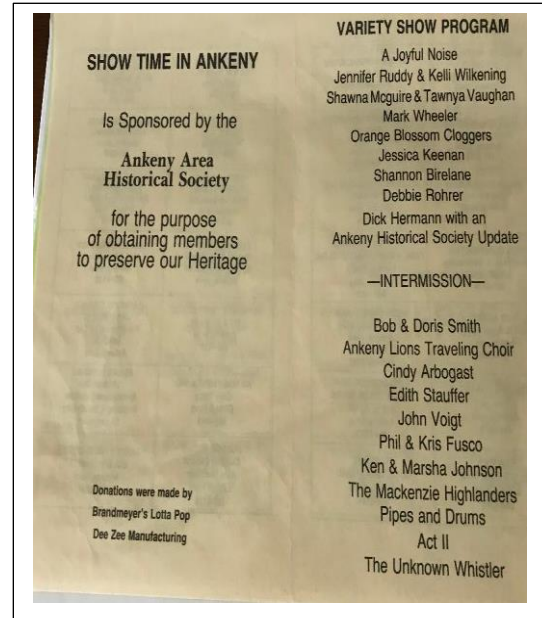 SHOW TIME IN ANKENY
Is Sponsored by the
Ankeny Area
Historical Society
for the purpose
of obtaining members
to preserve our Heritage
Donations were made by
Brandmeyer's Lotta Pop
Dee Zee Manufacturing
VARIETY SHOW PROGRAM
A Joyful Noise
Jennifer Ruddy & Kelli Wilkening
Shawna Mcguire & Tawnya Vaughan
Mark Wheeler
Orange Blossom Cloggers
Jessica Keenan
Shannon Birelane
Debbie Rohrer
Dick Hermann with an
Ankeny Historical Society Update
—INTERMISSION—
Bob & Doris Smith
Ankeny Lions Traveling Choir
Cindy Arbogast
Edith Stauffer
John Voigt
Phil & Kris Fusco
Ken & Marsha Johnson
The Mackenzie Highlanders
Pipes and Drums
Act II
The Unknown Whistler